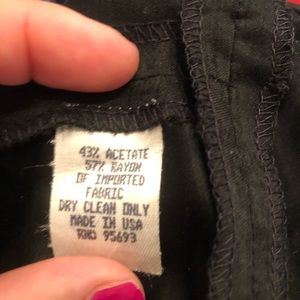 43% ACETATE
57% RAYON
OF IMPORTED
FABRIC
DRY CLEAN ONLY
MADE IN USA
RN© 95693